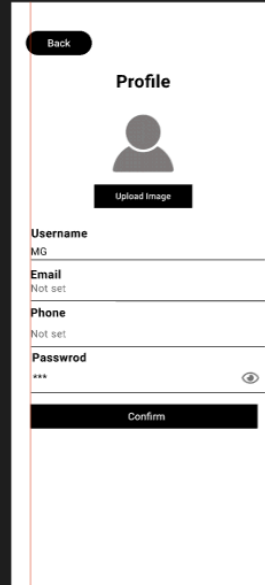 Back
Profile
Upload Image
Username
MG
Email
Not set
Phone
Not set
Passwrod
***
Confirm